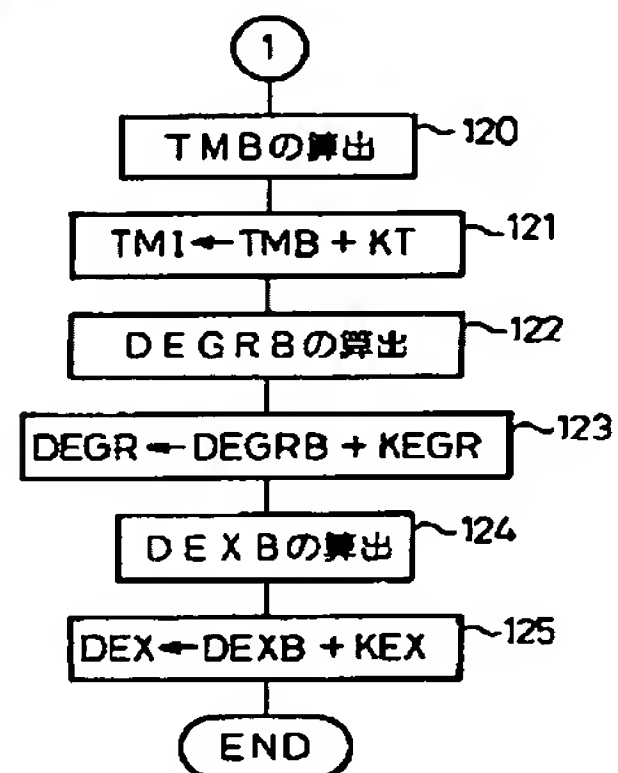 1
TMBの算出 120
TMI←TMB+KT 121
DEGRBの算出 122
DEGR←DEGRB+KEGR 123
DEXBの算出 124
DEX←DEXB+KEX 125
END